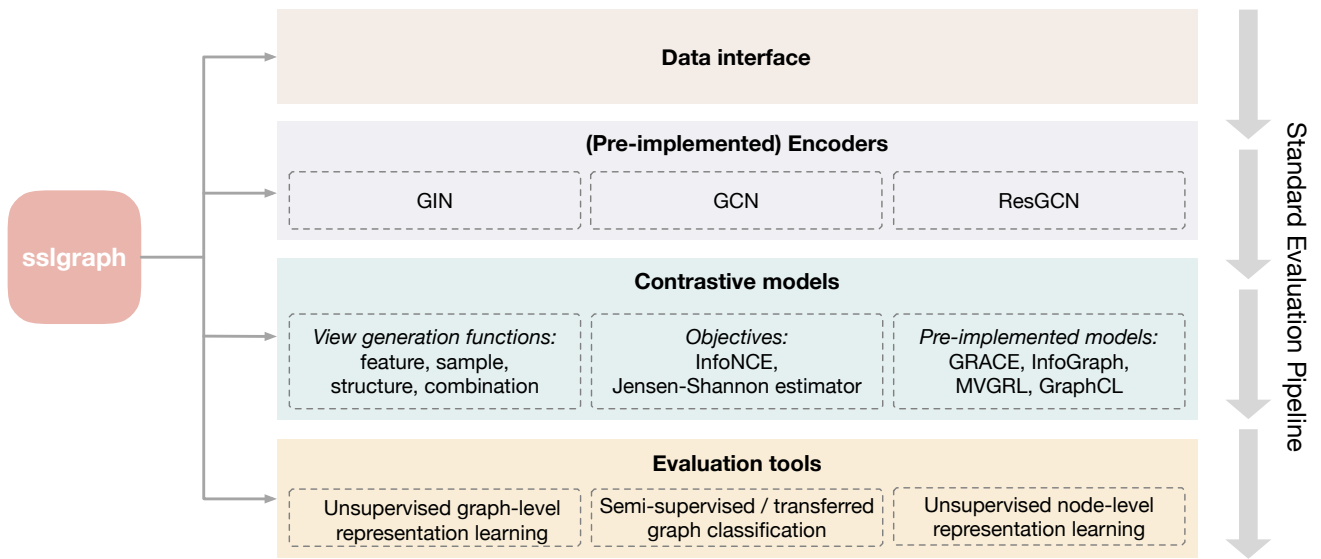 sslgraph
Data interface
(Pre-implemented) Encoders
GIN
GCN
ResGCN
Contrastive models
View generation functions:
feature, sample,
structure, combination
Objectives:
InfoNCE,
Jensen-Shannon estimator
Pre-implemented models:
GRACE, InfoGraph,
MVGRL, GraphCL
Evaluation tools
Unsupervised graph-level
representation learning
Semi-supervised / transferred
graph classification
Unsupervised node-level
representation learning
Standard Evaluation Pipeline